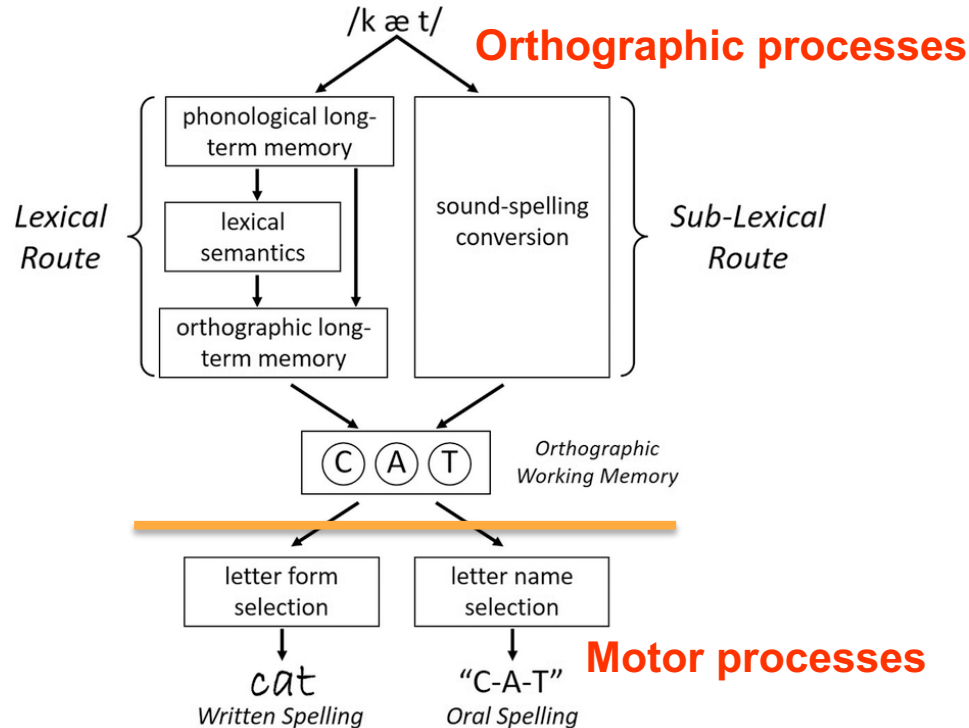 /k æ t/
Orthographic processes
phonological long-
term memory
lexical
semantics
orthographic long-
term memory
Lexical
Route
sound-spelling
conversion
Sub-Lexical
Route
C A T
Orthographic
Working Memory
letter form
selection
letter name
selection
Motor processes
cat
Written Spelling
“C-A-T”
Oral Spelling